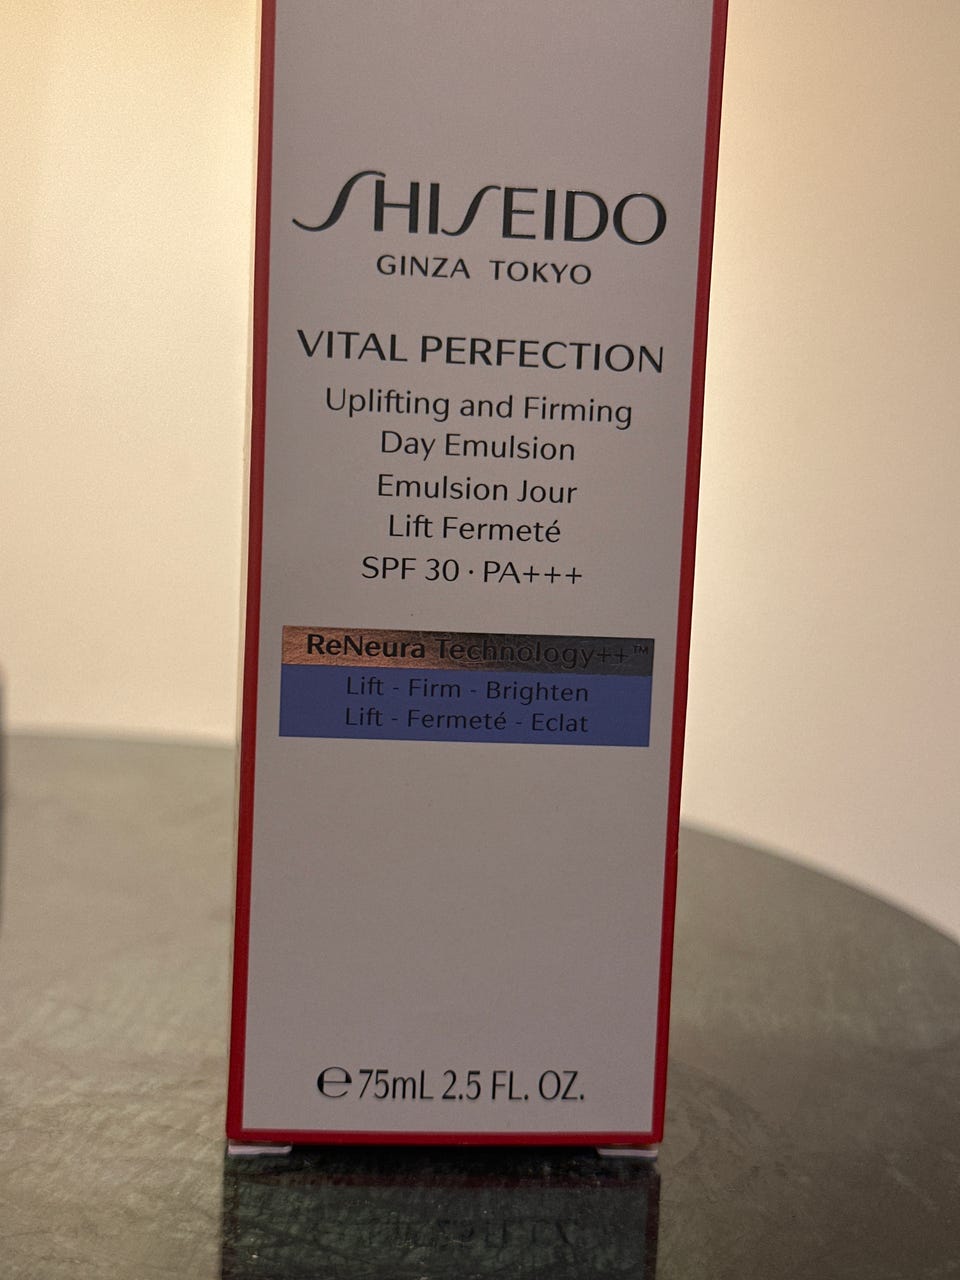 SHISEIDO
GINZA TOKYO
VITAL PERFECTION
Uplifting and Firming
Day Emulsion
Emulsion Jour
Lift Fermeté
SPF 30 · PA+++
ReNeura Technology++™
Lift - Firm - Brighten
Lift - Fermeté - Eclat
℮75mL 2.5 FL. OZ.